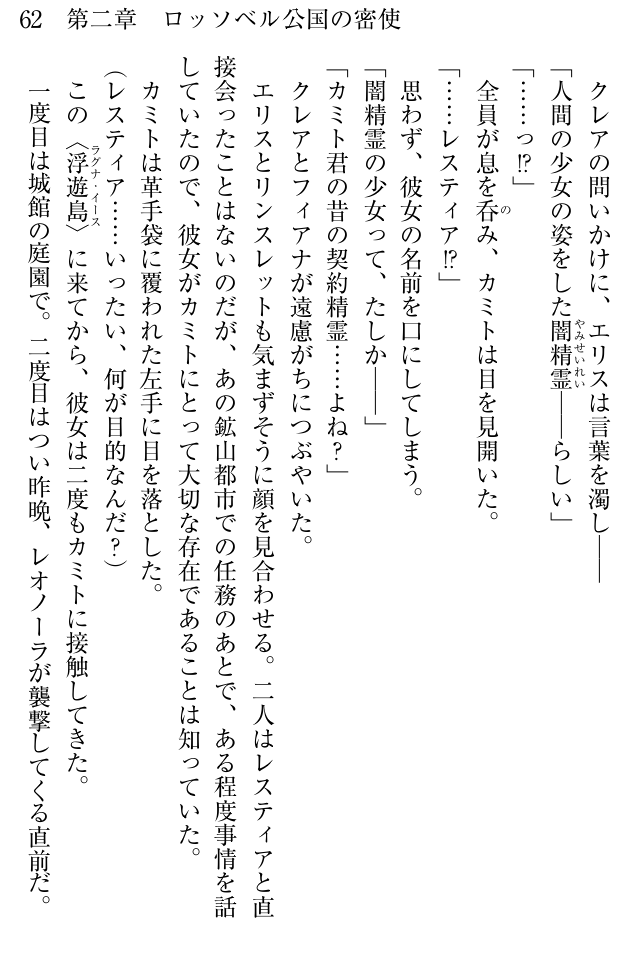 62 第二章 ロッソベル公国の密使
クレアの問いかけに、エリスは言葉を濁し――
「人間の少女の姿をした闇精霊――らしい」
「……っ!?」
全員が息を呑み、カミトは目を見開いた。
「……レスティア!?」
思わず、彼女の名前を口にしてしまう。
「闇精霊の少女って、たしか――」
「カミト君の昔の契約精霊……よね?」
クレアとフィアナが遠慮がちにつぶやいた。
エリスとリンスレットも気まずそうに顔を見合わせる。二人はレスティアと直
接会ったことはないのだが、あの鉱山都市での任務のあとで、ある程度事情を話
していたので、彼女がカミトにとって大切な存在であることは知っていた。
カミトは革手袋に覆われた左手に目を落とした。
(レスティア……いったい、何が目的なんだ?)
この〈浮遊島〉に来てから、彼女は二度もカミトに接触してきた。
一度目は城館の庭園で。二度目はつい昨晩、レオノーラが襲撃してくる直前だ。
やみせいれい
の
ラグナ・イース